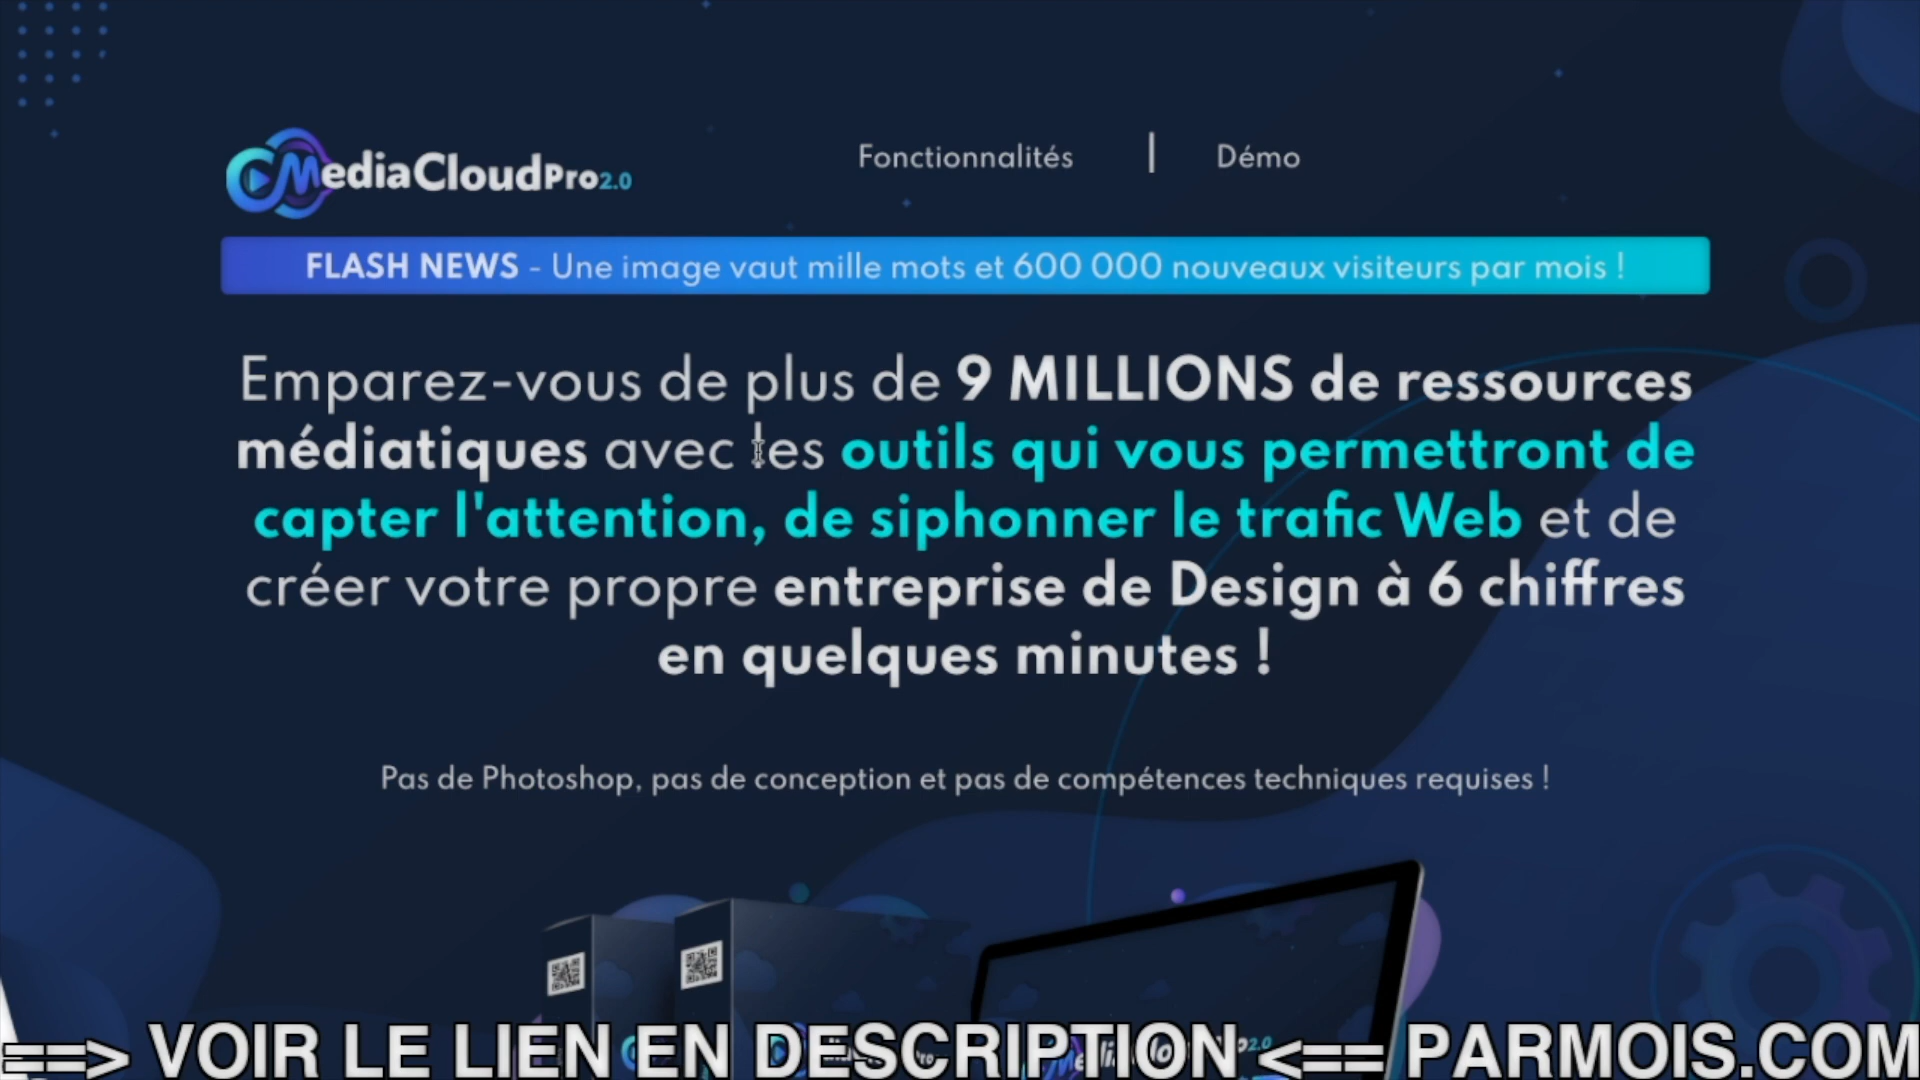 MediaCloudPro2.0
Fonctionnalités | Démo
FLASH NEWS - Une image vaut mille mots et 600 000 nouveaux visiteurs par mois !
Emparez-vous de plus de 9 MILLIONS de ressources
médiatiques avec les outils qui vous permettront de
capter l'attention, de siphonner le trafic Web et de
créer votre propre entreprise de Design à 6 chiffres
en quelques minutes !
Pas de Photoshop, pas de conception et pas de compétences techniques requises !
==> VOIR LE LIEN EN DESCRIPTION <== PARMOIS.COM